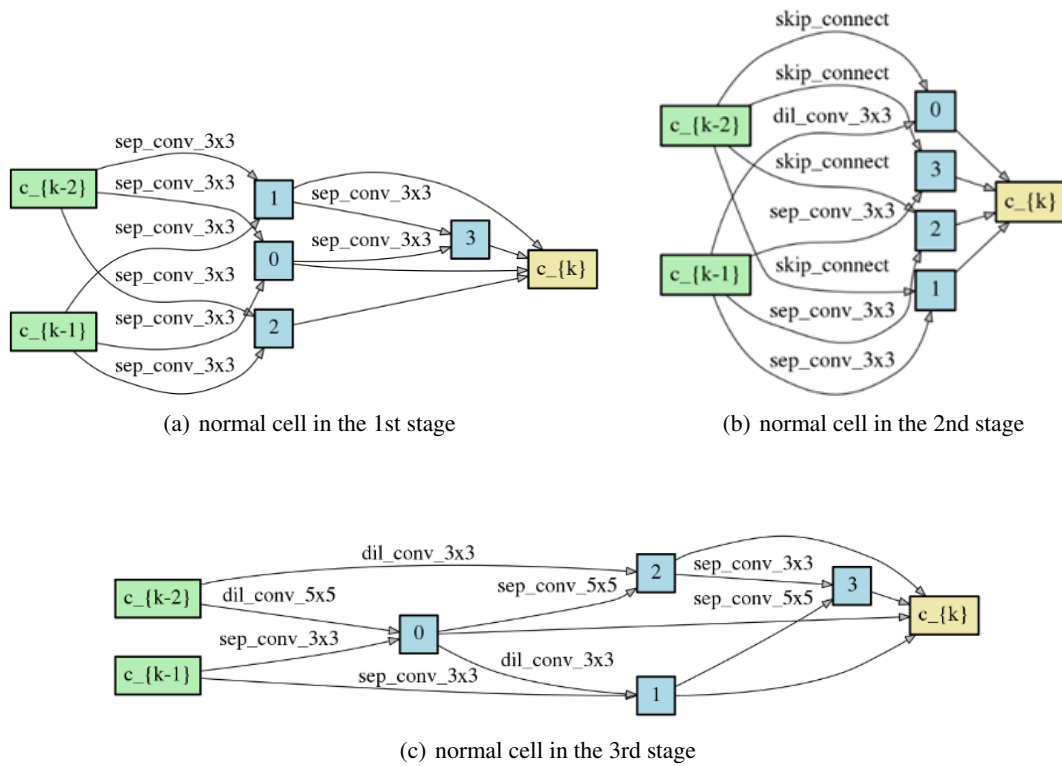 sep_conv_3x3
c_{k-2}
sep_conv_3x3
1
sep_conv_3x3
sep_conv_3x3
0
sep_conv_3x3
3
sep_conv_3x3
c_{k}
c_{k-1}
sep_conv_3x3
2
sep_conv_3x3
(a) normal cell in the 1st stage
skip_connect
skip_connect
c_{k-2}
dil_conv_3x3
0
skip_connect
3
sep_conv_3x3
c_{k}
2
c_{k-1}
skip_connect
1
sep_conv_3x3
sep_conv_3x3
(b) normal cell in the 2nd stage
dil_conv_3x3
c_{k-2}
dil_conv_5x5
sep_conv_5x5
2
sep_conv_3x3
3
sep_conv_5x5
c_{k}
sep_conv_3x3
0
c_{k-1}
sep_conv_3x3
dil_conv_3x3
1
(c) normal cell in the 3rd stage